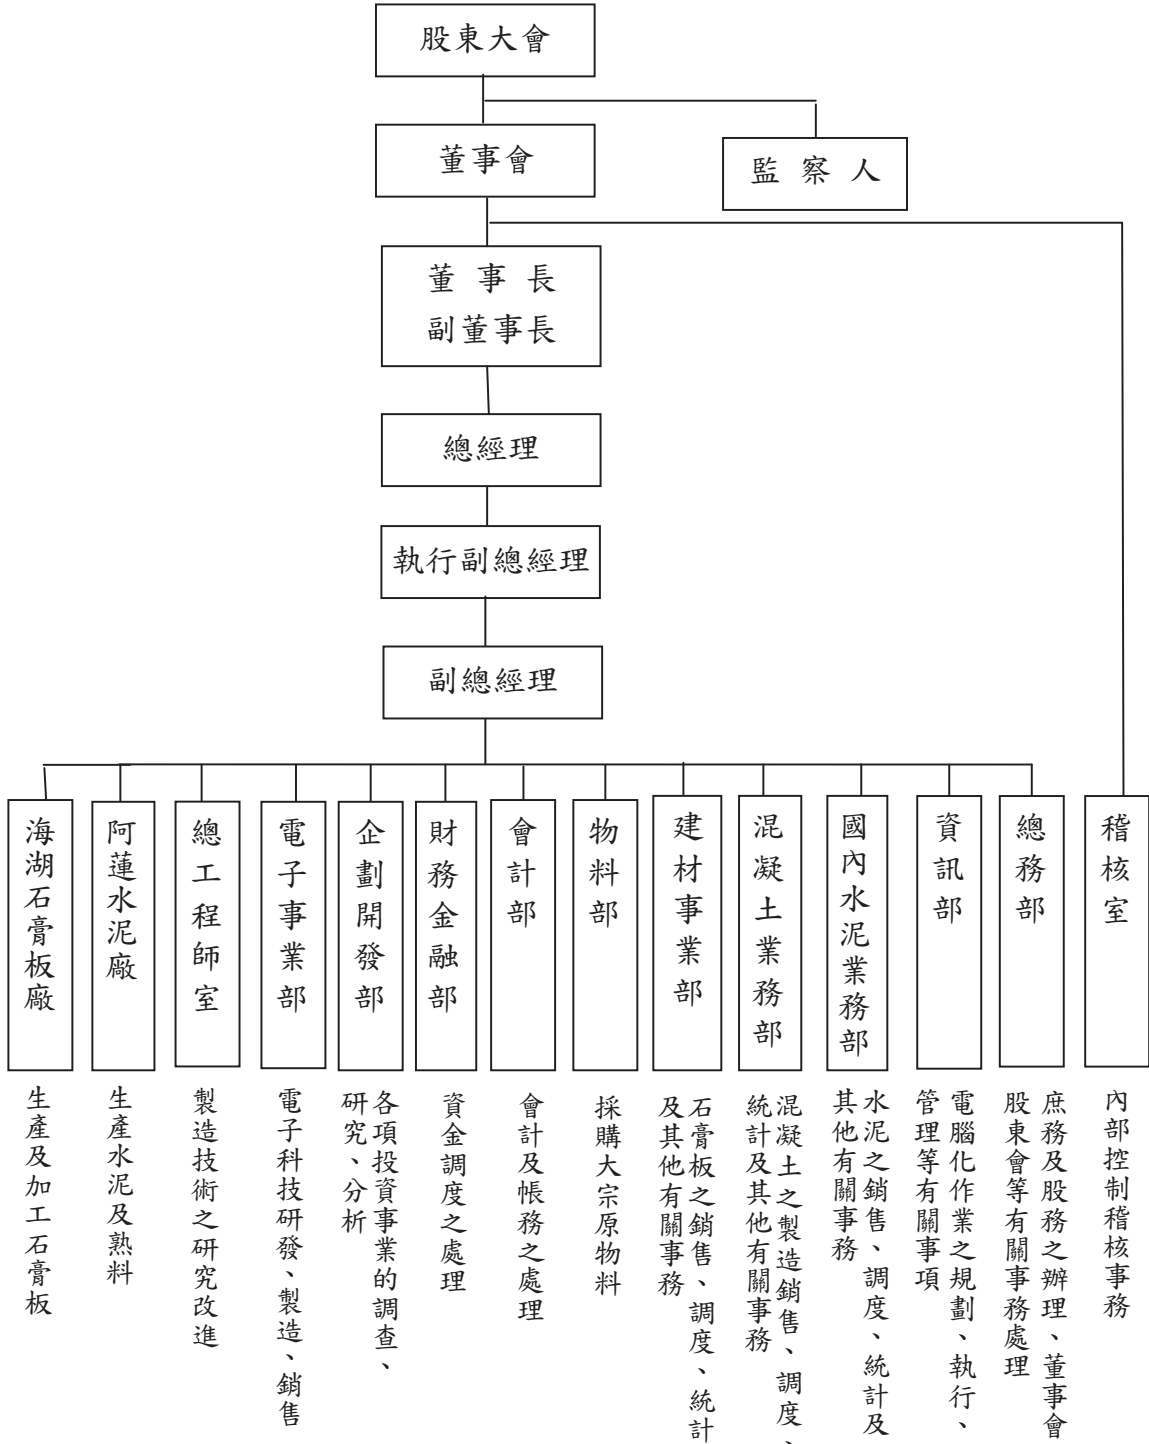 股東大會
董事會
監察人
董事長
副董事長
總經理
執行副總經理
副總經理
海湖石膏板廠
阿蓮水泥廠
總工程師室
電子事業部
企劃開發部
財務金融部
會計部
物料部
建材事業部
混凝土業務部
國內水泥業務部
資訊部
總務部
稽核室
生產及加工石膏板
生產水泥及熟料
製造技術之研究改進
電子科技研發、製造、銷售
各項投資事業的調查、
研究、分析
資金調度之處理
會計及帳務之處理
採購大宗原物料
石膏板之銷售、調度、統計
及其他有關事務
混凝土之製造銷售、調度、
統計及其他有關事務
水泥之銷售、調度、統計及
其他有關事務
電腦化作業之規劃、執行、
管理等有關事項
庶務及股務之辦理、董事會
股東會等有關事務處理
內部控制稽核事務